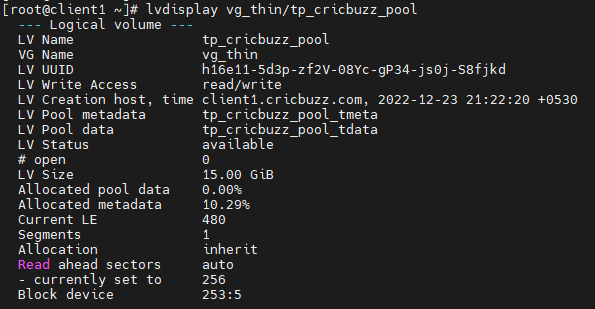 [root@client1 ~]# lvdisplay vg_thin/tp_cricbuzz_pool
--- Logical volume ---
LV Name tp_cricbuzz_pool
VG Name vg_thin
LV UUID h16e11-5d3p-zf2V-08Yc-gP34-js0j-S8fjkd
LV Write Access read/write
LV Creation host, time client1.cricbuzz.com, 2022-12-23 21:22:20 +0530
LV Pool metadata tp_cricbuzz_pool_tmeta
LV Pool data tp_cricbuzz_pool_tdata
LV Status available
# open 0
LV Size 15.00 GiB
Allocated pool data 0.00%
Allocated metadata 10.29%
Current LE 480
Segments 1
Allocation inherit
Read ahead sectors auto
- currently set to 256
Block device 253:5